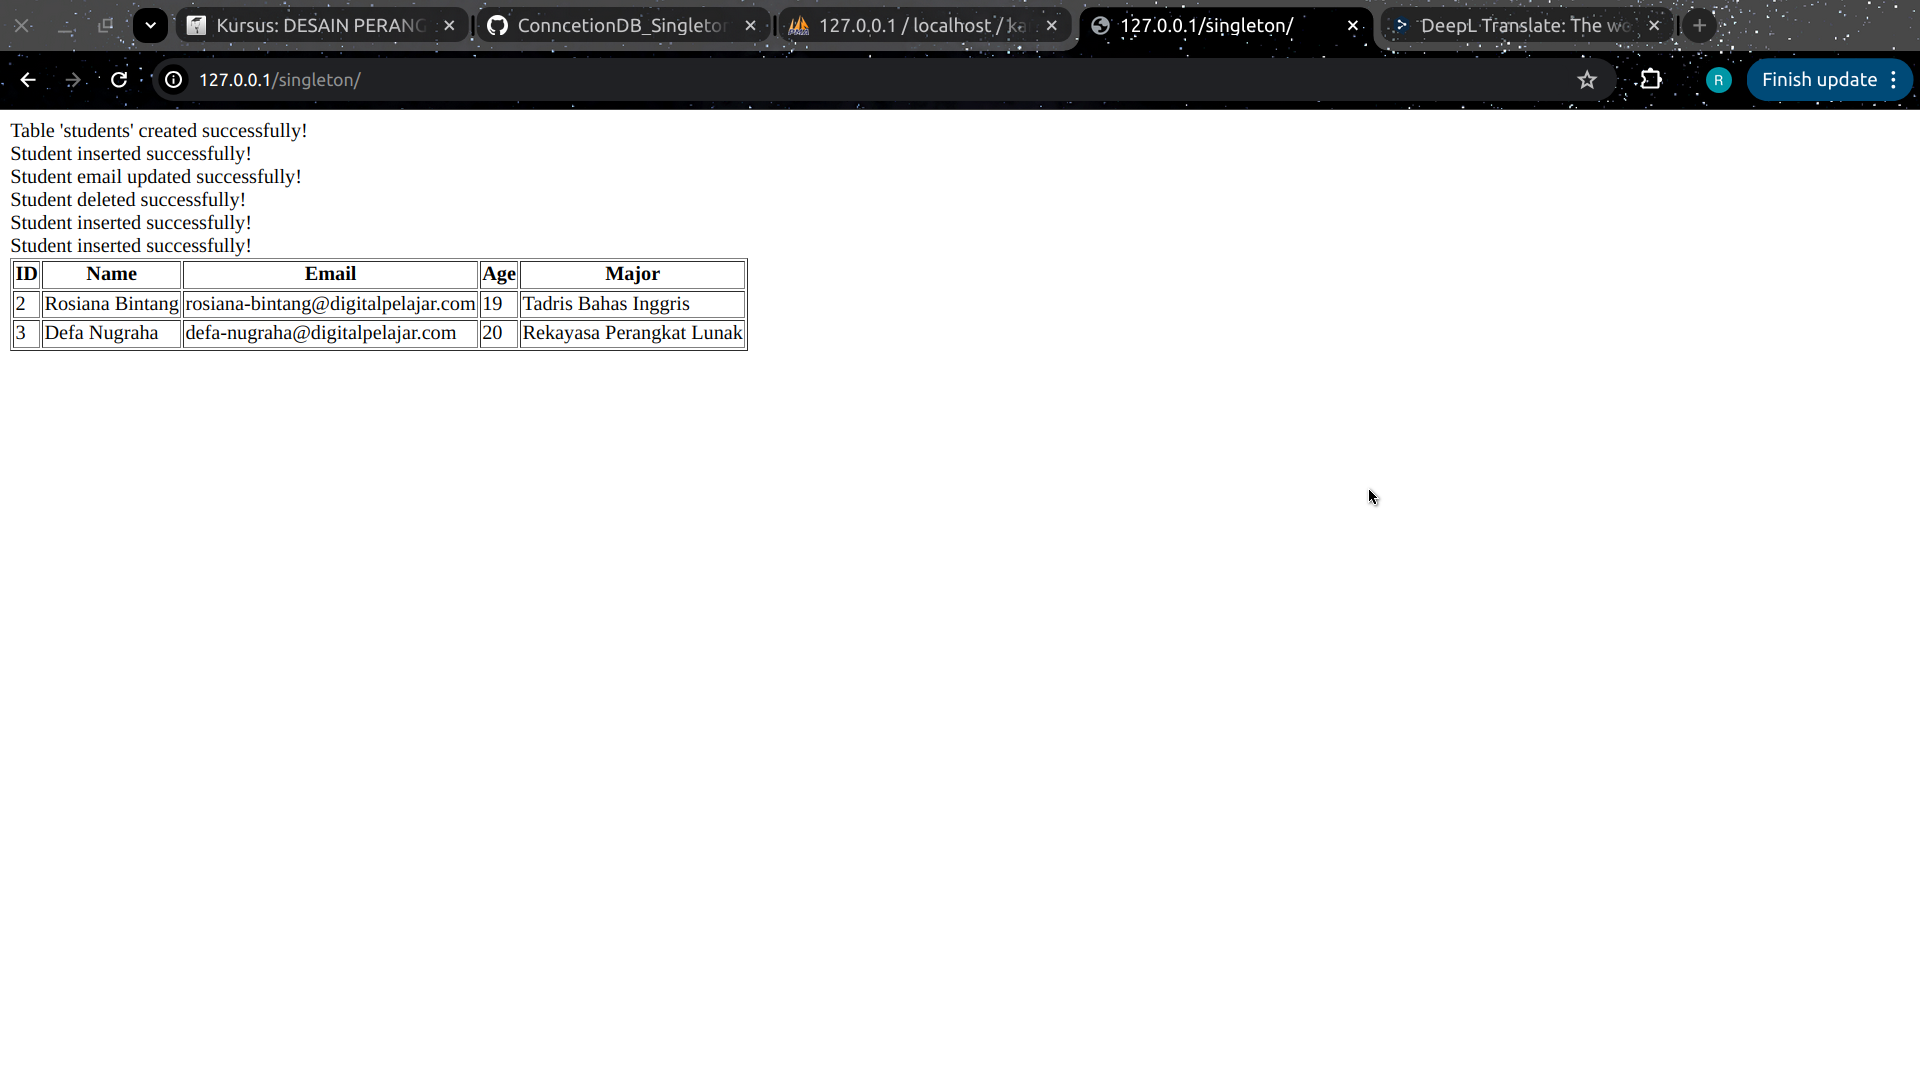 Kursus: DESAIN PERANG
ConncetionDB_Singleton
127.0.0.1 / localhost / ka
127.0.0.1/singleton/
DeepL Translate: The wo
127.0.0.1/singleton/
R
Finish update
Table 'students' created successfully!
Student inserted successfully!
Student email updated successfully!
Student deleted successfully!
Student inserted successfully!
Student inserted successfully!
ID Name Email Age Major
2 Rosiana Bintang rosiana-bintang@digitalpelajar.com 19 Tadris Bahas Inggris
3 Defa Nugraha defa-nugraha@digitalpelajar.com 20 Rekayasa Perangkat Lunak